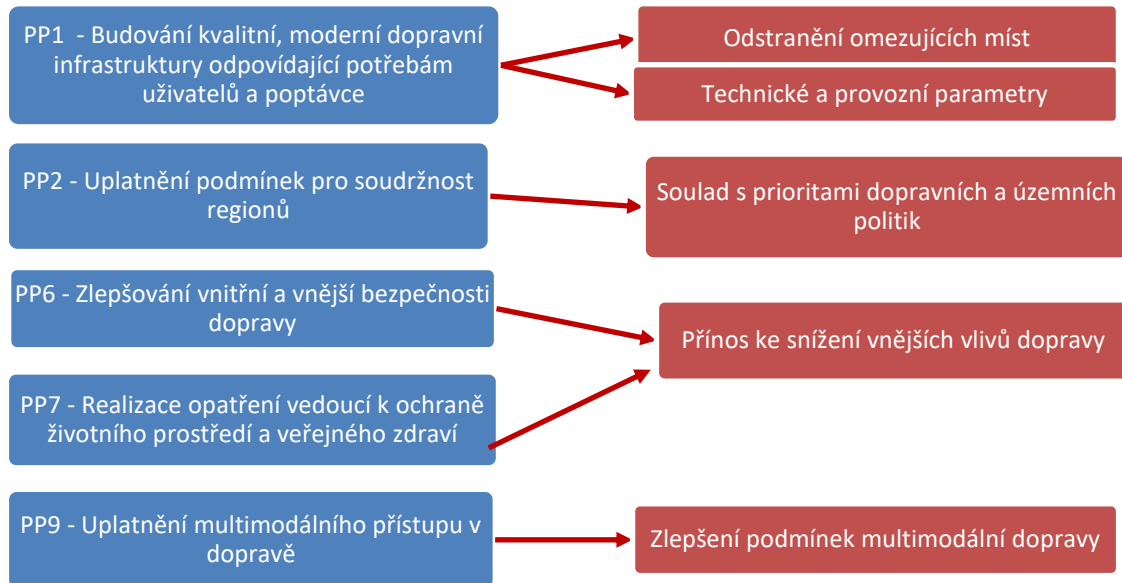 PP1 - Budování kvalitní, moderní dopravní
infrastruktury odpovídající potřebám
uživatelů a poptávce
Odstranění omezujících míst
Technické a provozní parametry
PP2 - Uplatnění podmínek pro soudržnost
regionů
Soulad s prioritami dopravních a územních
politik
PP6 - Zlepšování vnitřní a vnější bezpečnosti
dopravy
Přínos ke snížení vnějších vlivů dopravy
PP7 - Realizace opatření vedoucí k ochraně
životního prostředí a veřejného zdraví
PP9 - Uplatnění multimodálního přístupu v
dopravě
Zlepšení podmínek multimodální dopravy